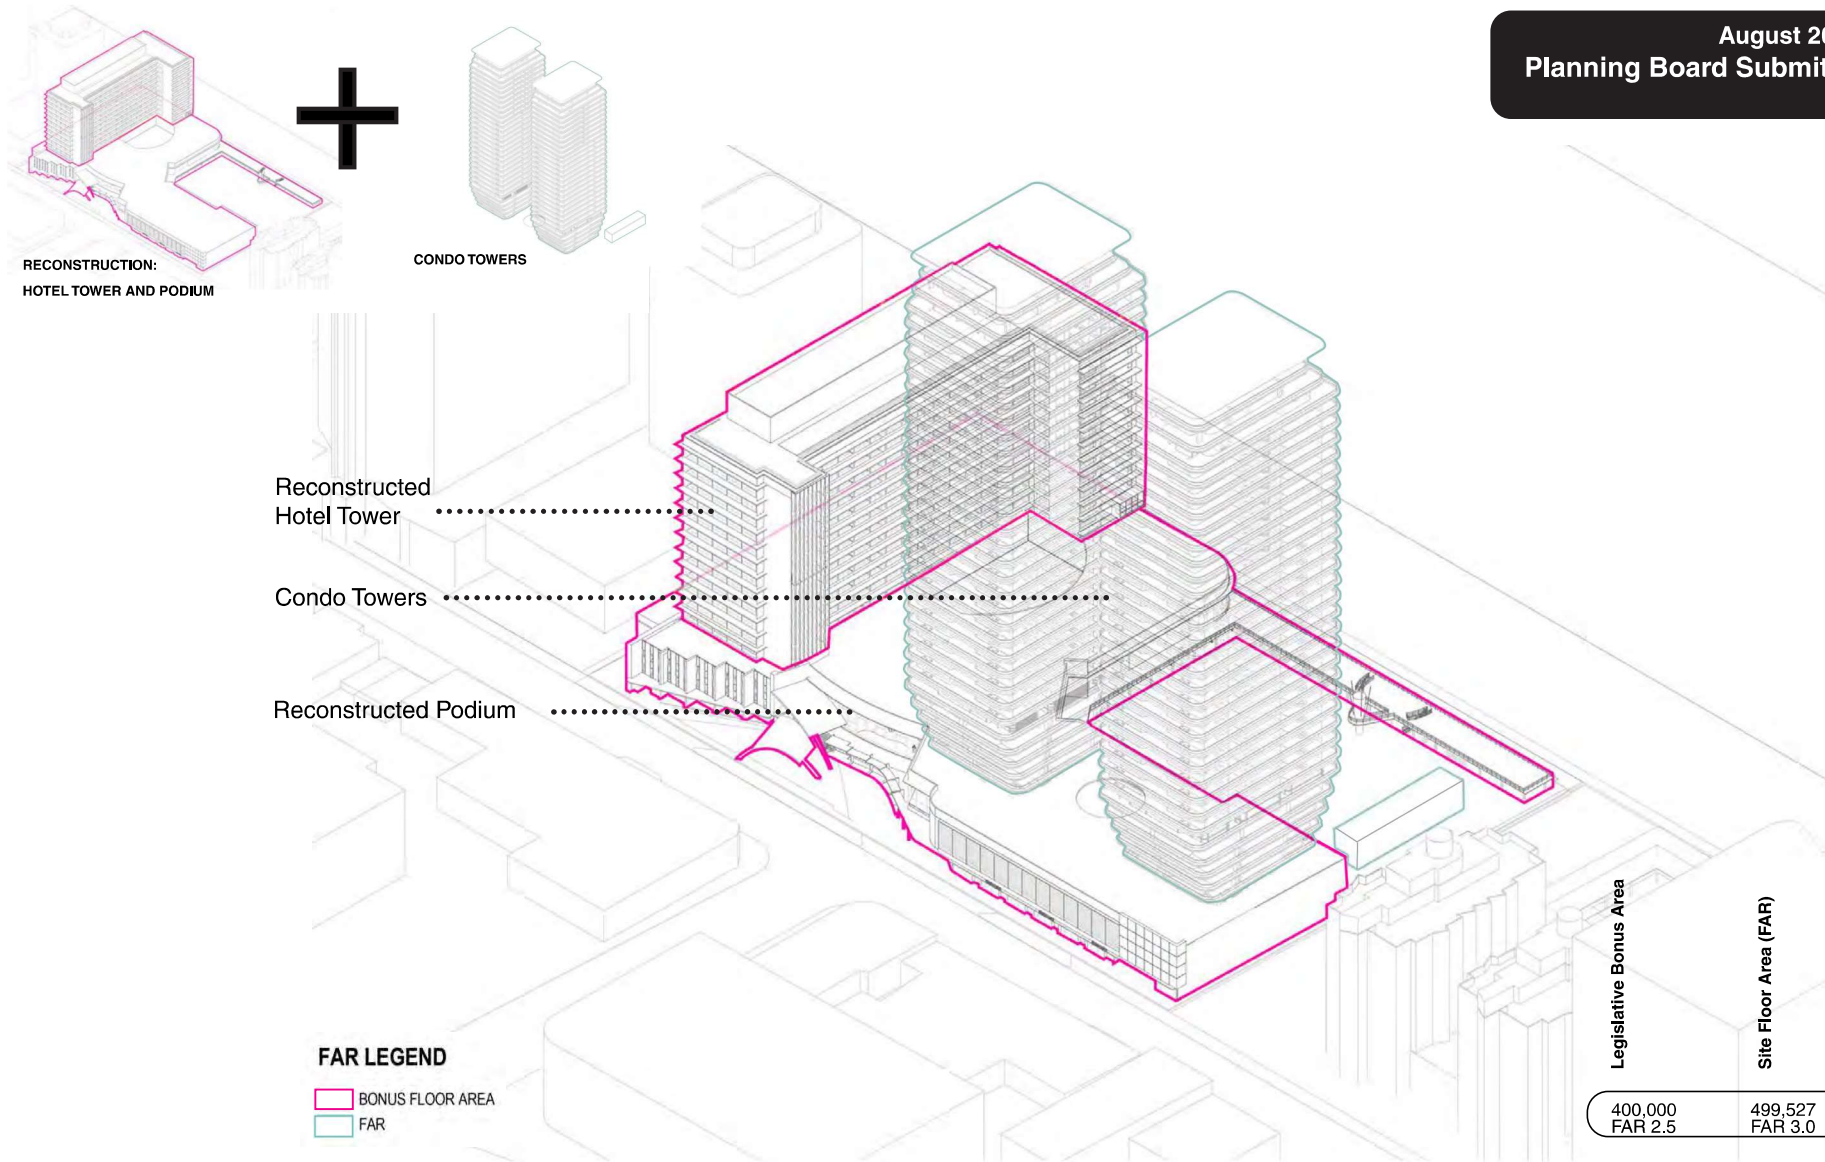 August 20
Planning Board Submit
RECONSTRUCTION:
HOTEL TOWER AND PODIUM
CONDO TOWERS
Reconstructed
Hotel Tower
Condo Towers
Reconstructed Podium
FAR LEGEND
BONUS FLOOR AREA
FAR
Legislative Bonus Area
Site Floor Area (FAR)
400,000
FAR 2.5
499,527
FAR 3.0